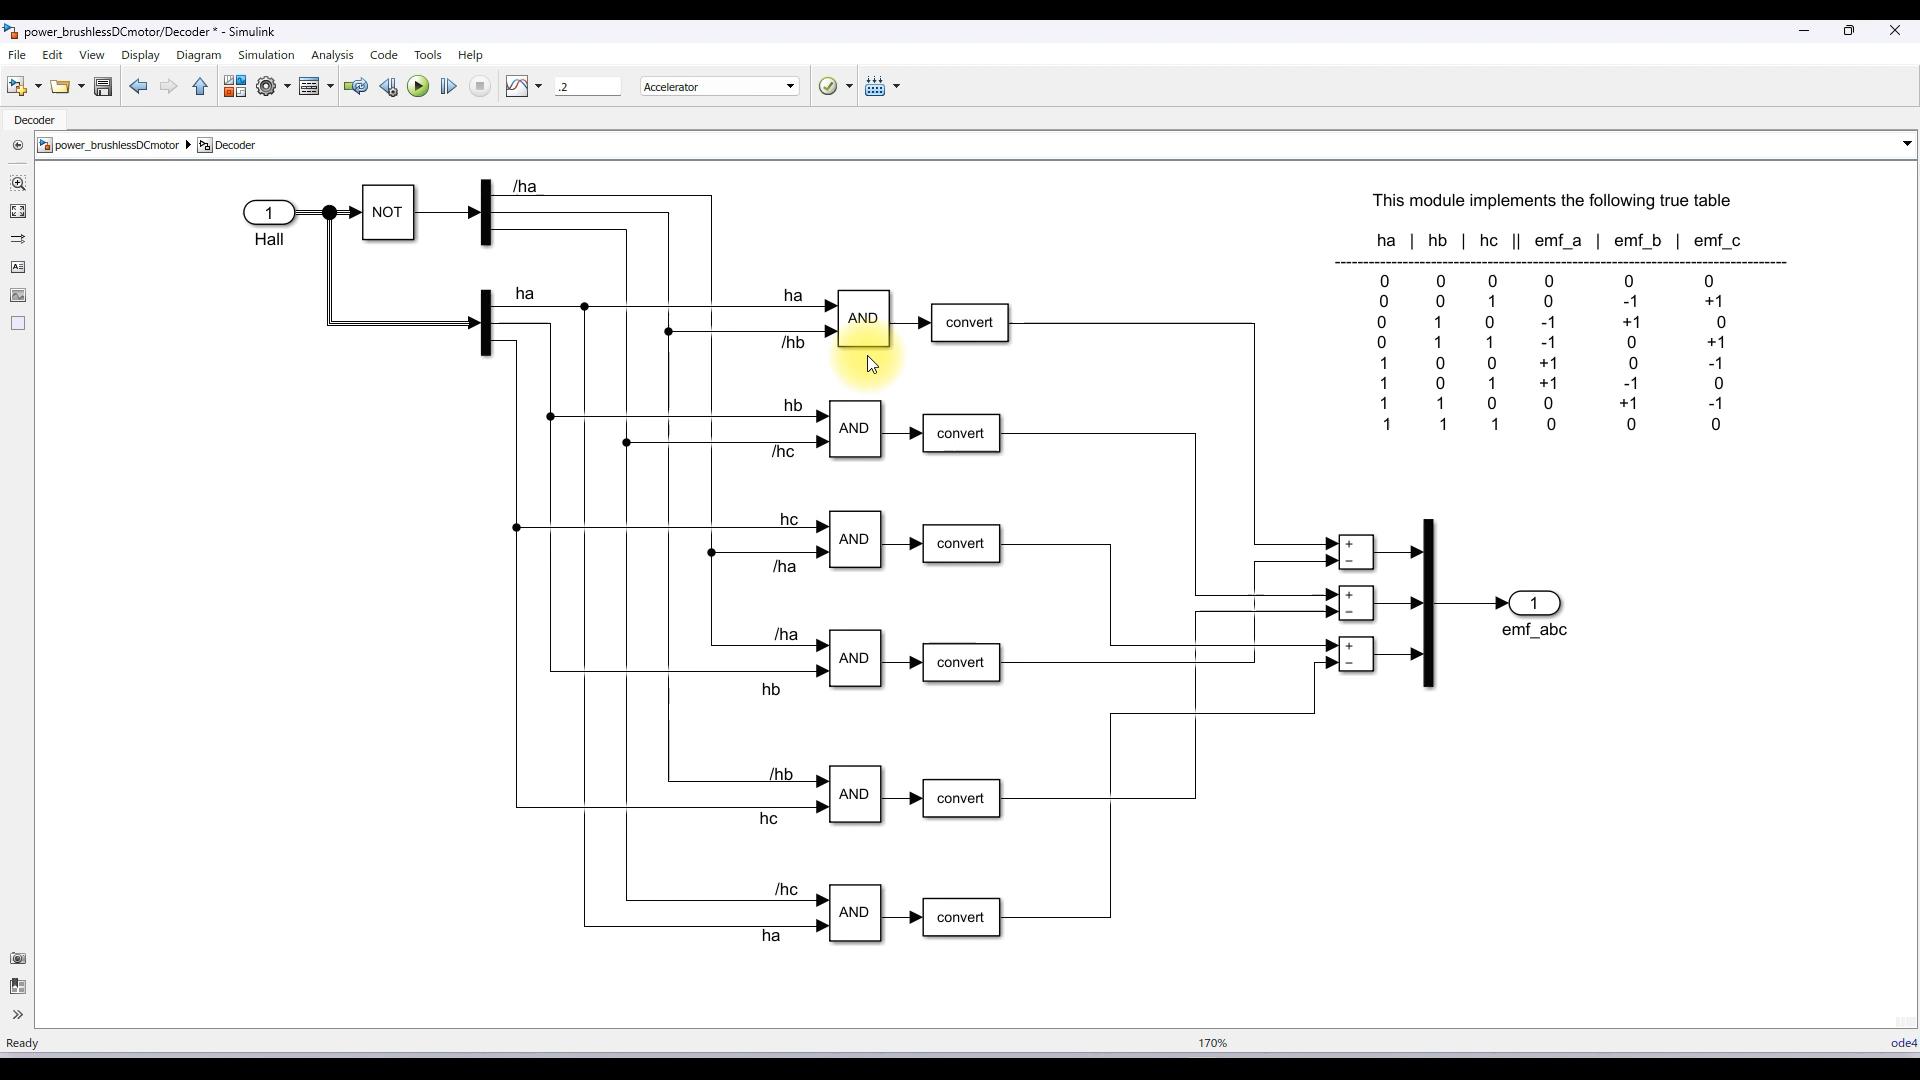 power_brushlessDCmotor/Decoder * - Simulink
File Edit View Display Diagram Simulation Analysis Code Tools Help
.2 Accelerator
Decoder
power_brushlessDCmotor Decoder
/ha
1 NOT
Hall
This module implements the following true table
ha | hb | hc || emf_a | emf_b | emf_c
--------------------------------------------------------------------------------
0 0 0 0 0 0
0 0 1 0 -1 +1
0 1 0 -1 +1 0
0 1 1 -1 0 +1
1 0 0 +1 0 -1
1 0 1 +1 -1 0
1 1 0 0 +1 -1
1 1 1 0 0 0
ha ha
AND convert
/hb
hb
AND convert
/hc
hc
AND convert
/ha
+
−
+
−
+
−
1
emf_abc
/ha
AND convert
hb
/hb
AND convert
hc
/hc
AND convert
ha
Ready 170% ode4